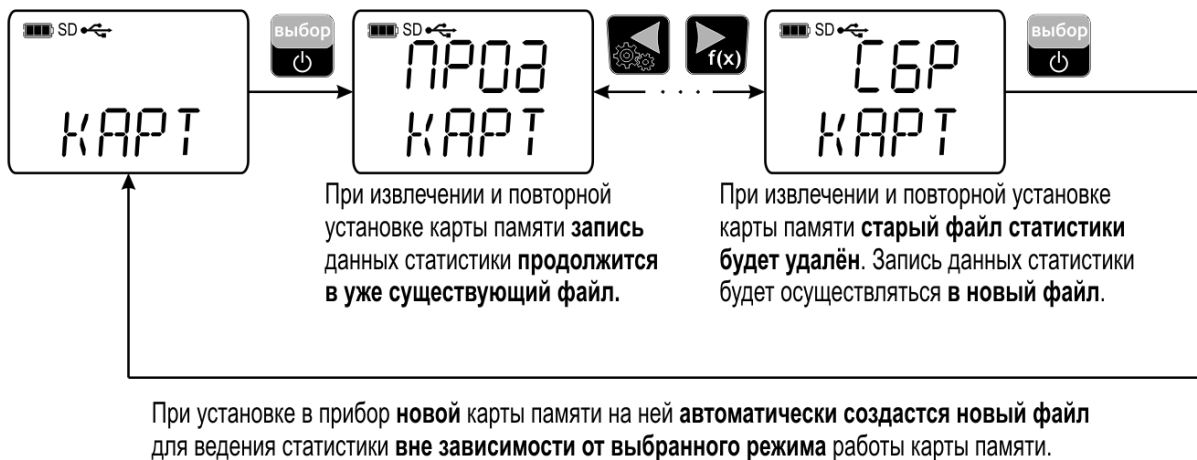 SD
КАРТ
выбор
SD
ПРОД
КАРТ
f(x)
SD
СБР
КАРТ
выбор
При извлечении и повторной
установке карты памяти запись
данных статистики продолжится
в уже существующий файл.
При извлечении и повторной установке
карты памяти старый файл статистики
будет удалён. Запись данных статистики
будет осуществляться в новый файл.
При установке в прибор новой карты памяти на ней автоматически создастся новый файл
для ведения статистики вне зависимости от выбранного режима работы карты памяти.